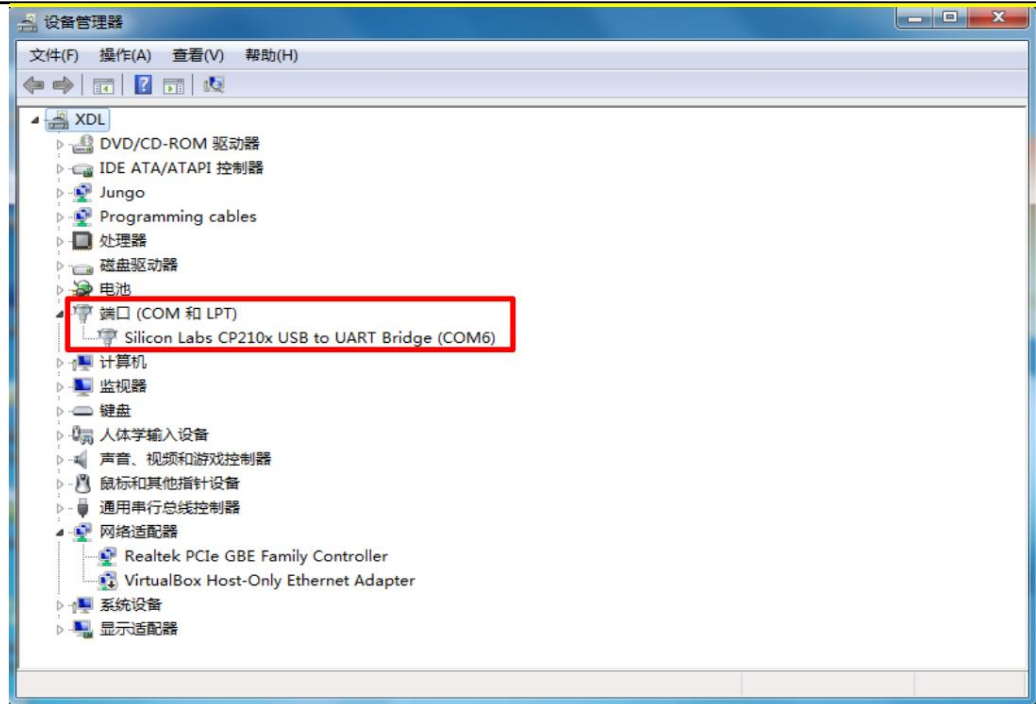 设备管理器
文件(F) 操作(A) 查看(V) 帮助(H)
XDL
DVD/CD-ROM 驱动器
IDE ATA/ATAPI 控制器
Jungo
Programming cables
处理器
磁盘驱动器
电池
端口 (COM 和 LPT)
Silicon Labs CP210x USB to UART Bridge (COM6)
计算机
监视器
键盘
人体学输入设备
声音、视频和游戏控制器
鼠标和其他指针设备
通用串行总线控制器
网络适配器
Realtek PCIe GBE Family Controller
VirtualBox Host-Only Ethernet Adapter
系统设备
显示适配器